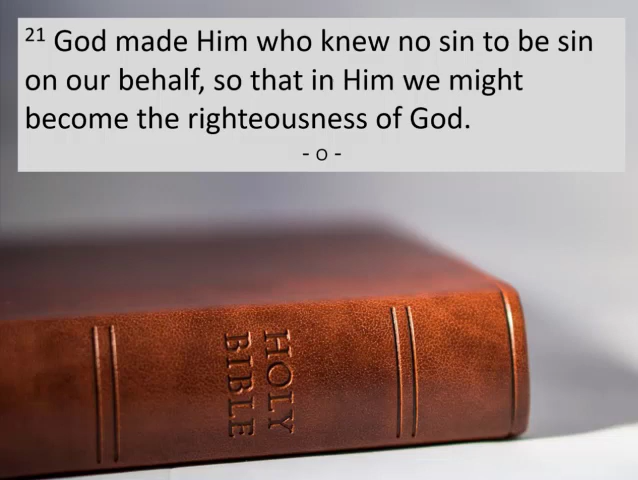 21 God made Him who knew no sin to be sin
on our behalf, so that in Him we might
become the righteousness of God.
- o -
HOLY
BIBLE